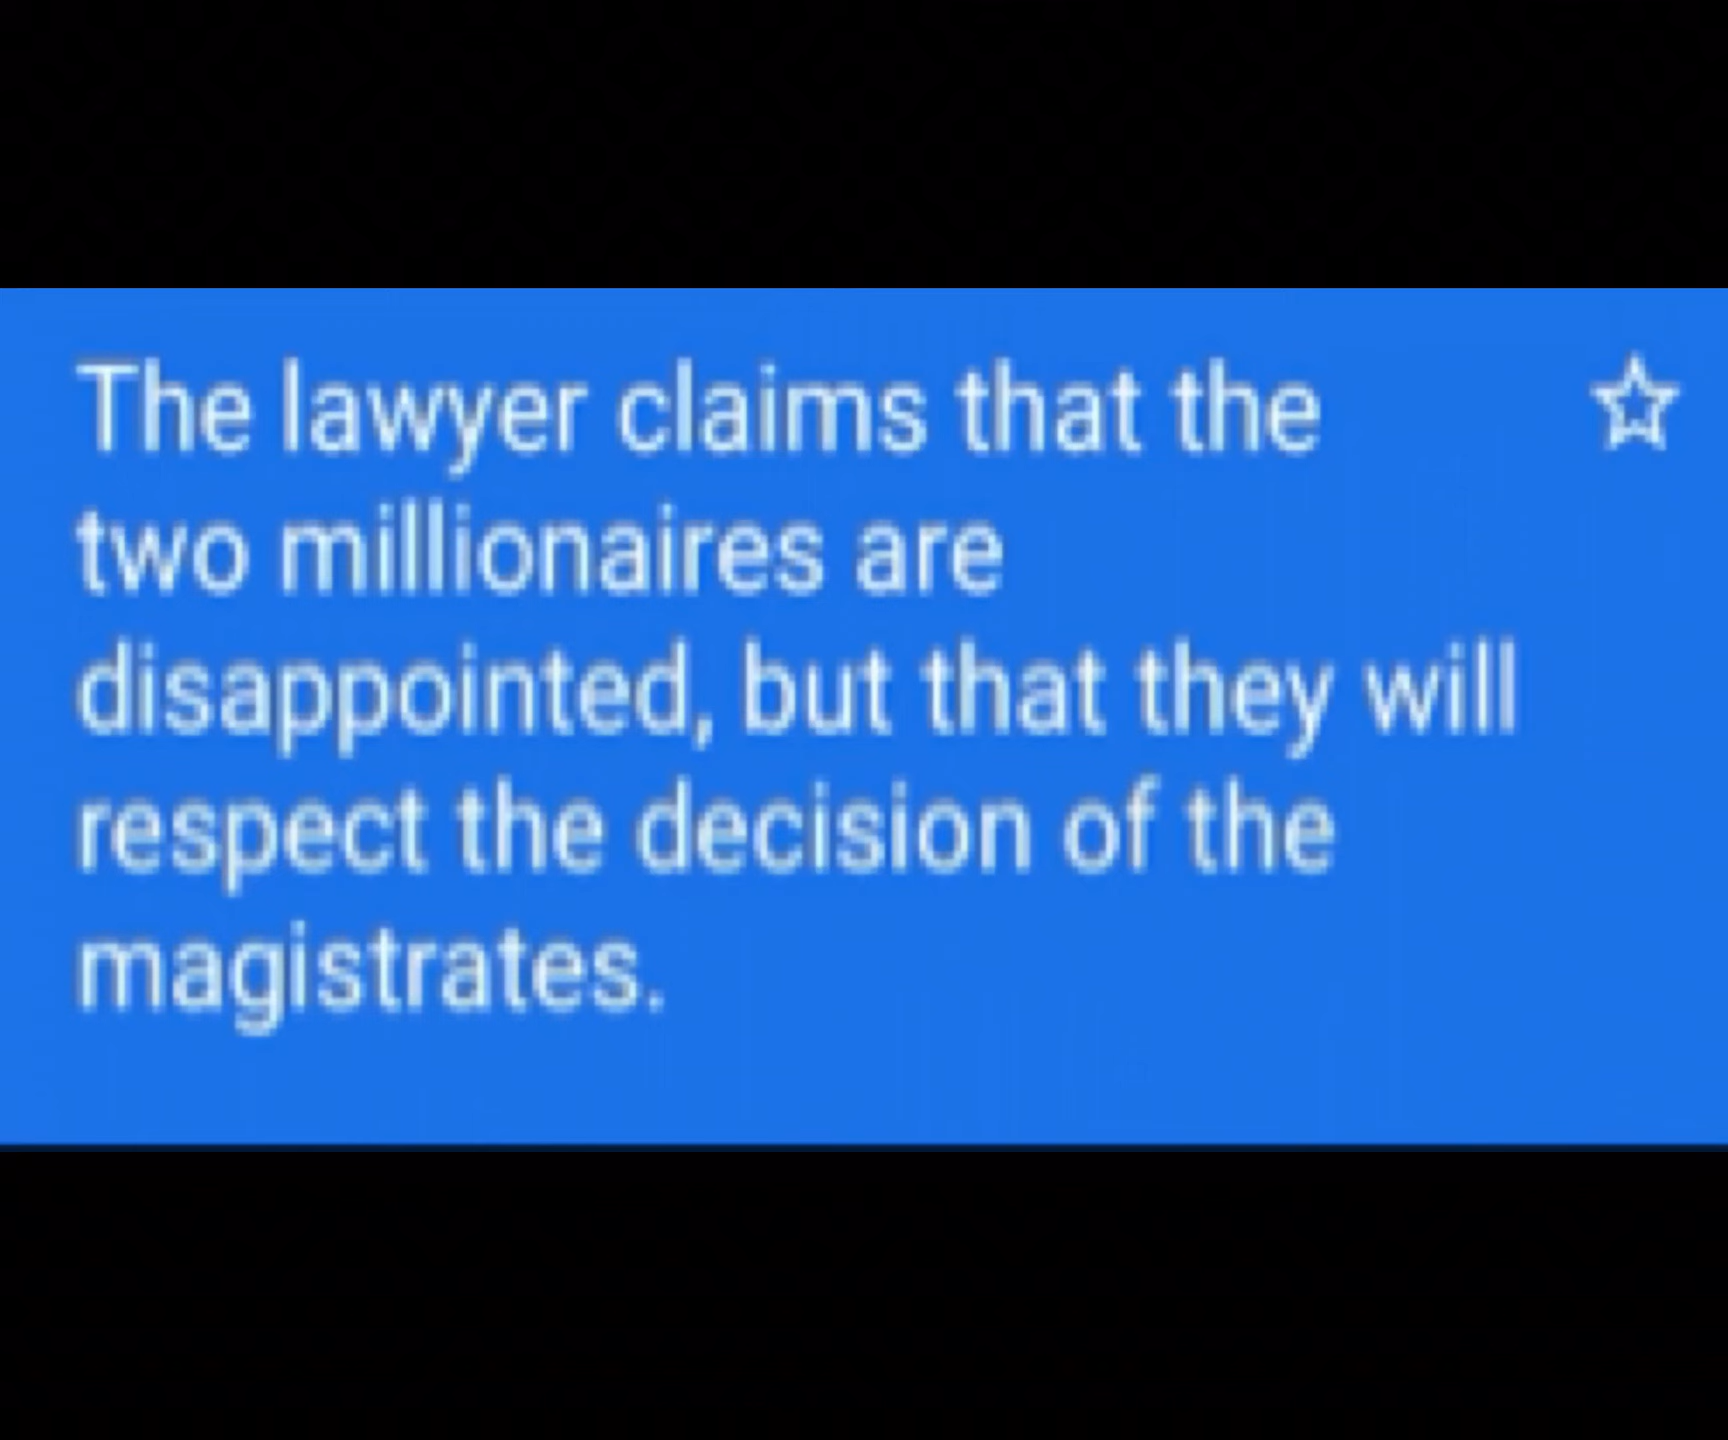 The lawyer claims that the
two millionaires are
disappointed, but that they will
respect the decision of the
magistrates.